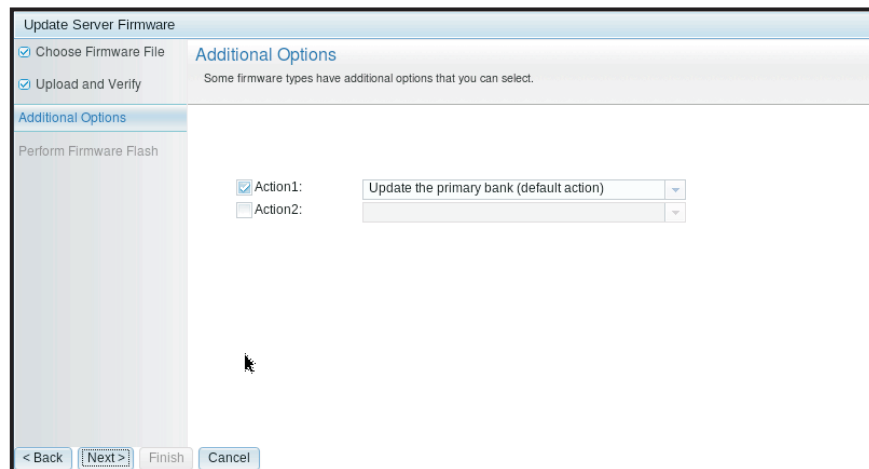 Update Server Firmware
Choose Firmware File
Upload and Verify
Additional Options
Perform Firmware Flash
Additional Options
Some firmware types have additional options that you can select.
Action1: Update the primary bank (default action)
Action2:
< Back Next > Finish Cancel